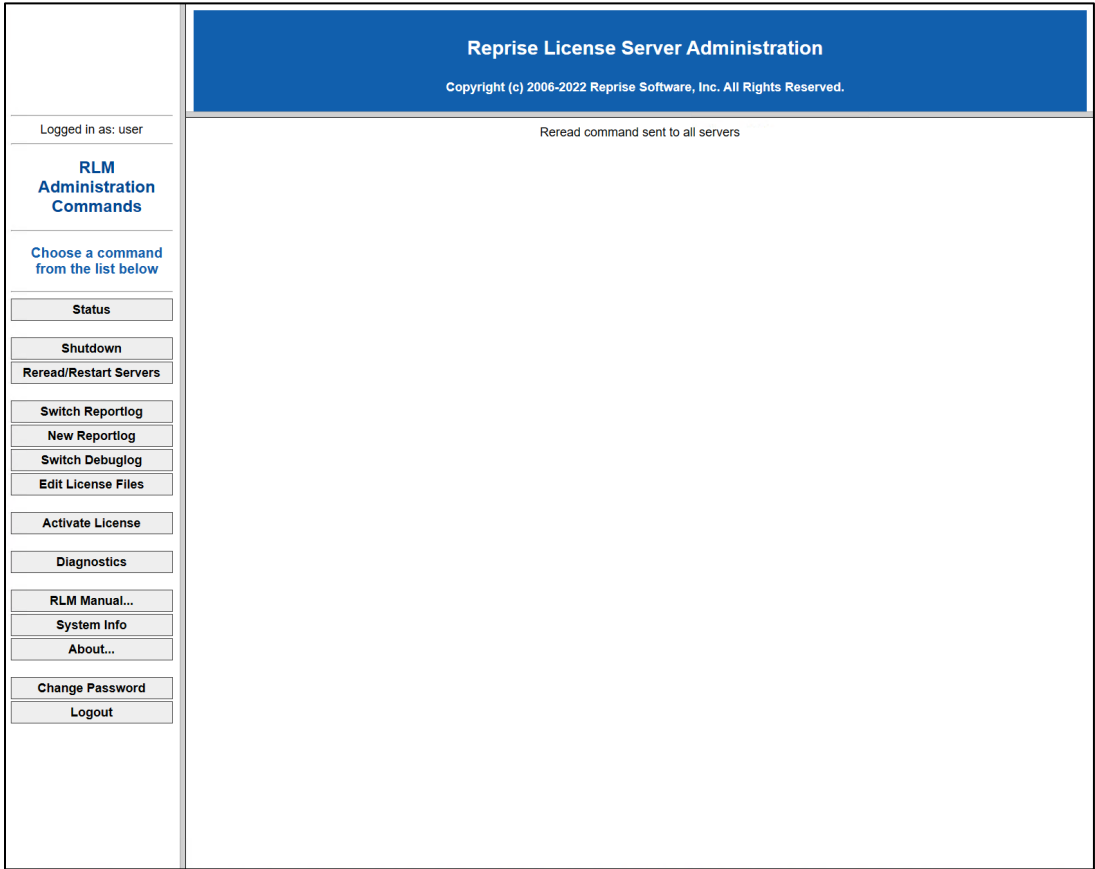 Reprise License Server Administration
Copyright (c) 2006-2022 Reprise Software, Inc. All Rights Reserved.
Logged in as: user
RLM
Administration
Commands
Choose a command
from the list below
Status
Shutdown
Reread/Restart Servers
Switch Reportlog
New Reportlog
Switch Debuglog
Edit License Files
Activate License
Diagnostics
RLM Manual...
System Info
About...
Change Password
Logout
Reread command sent to all servers